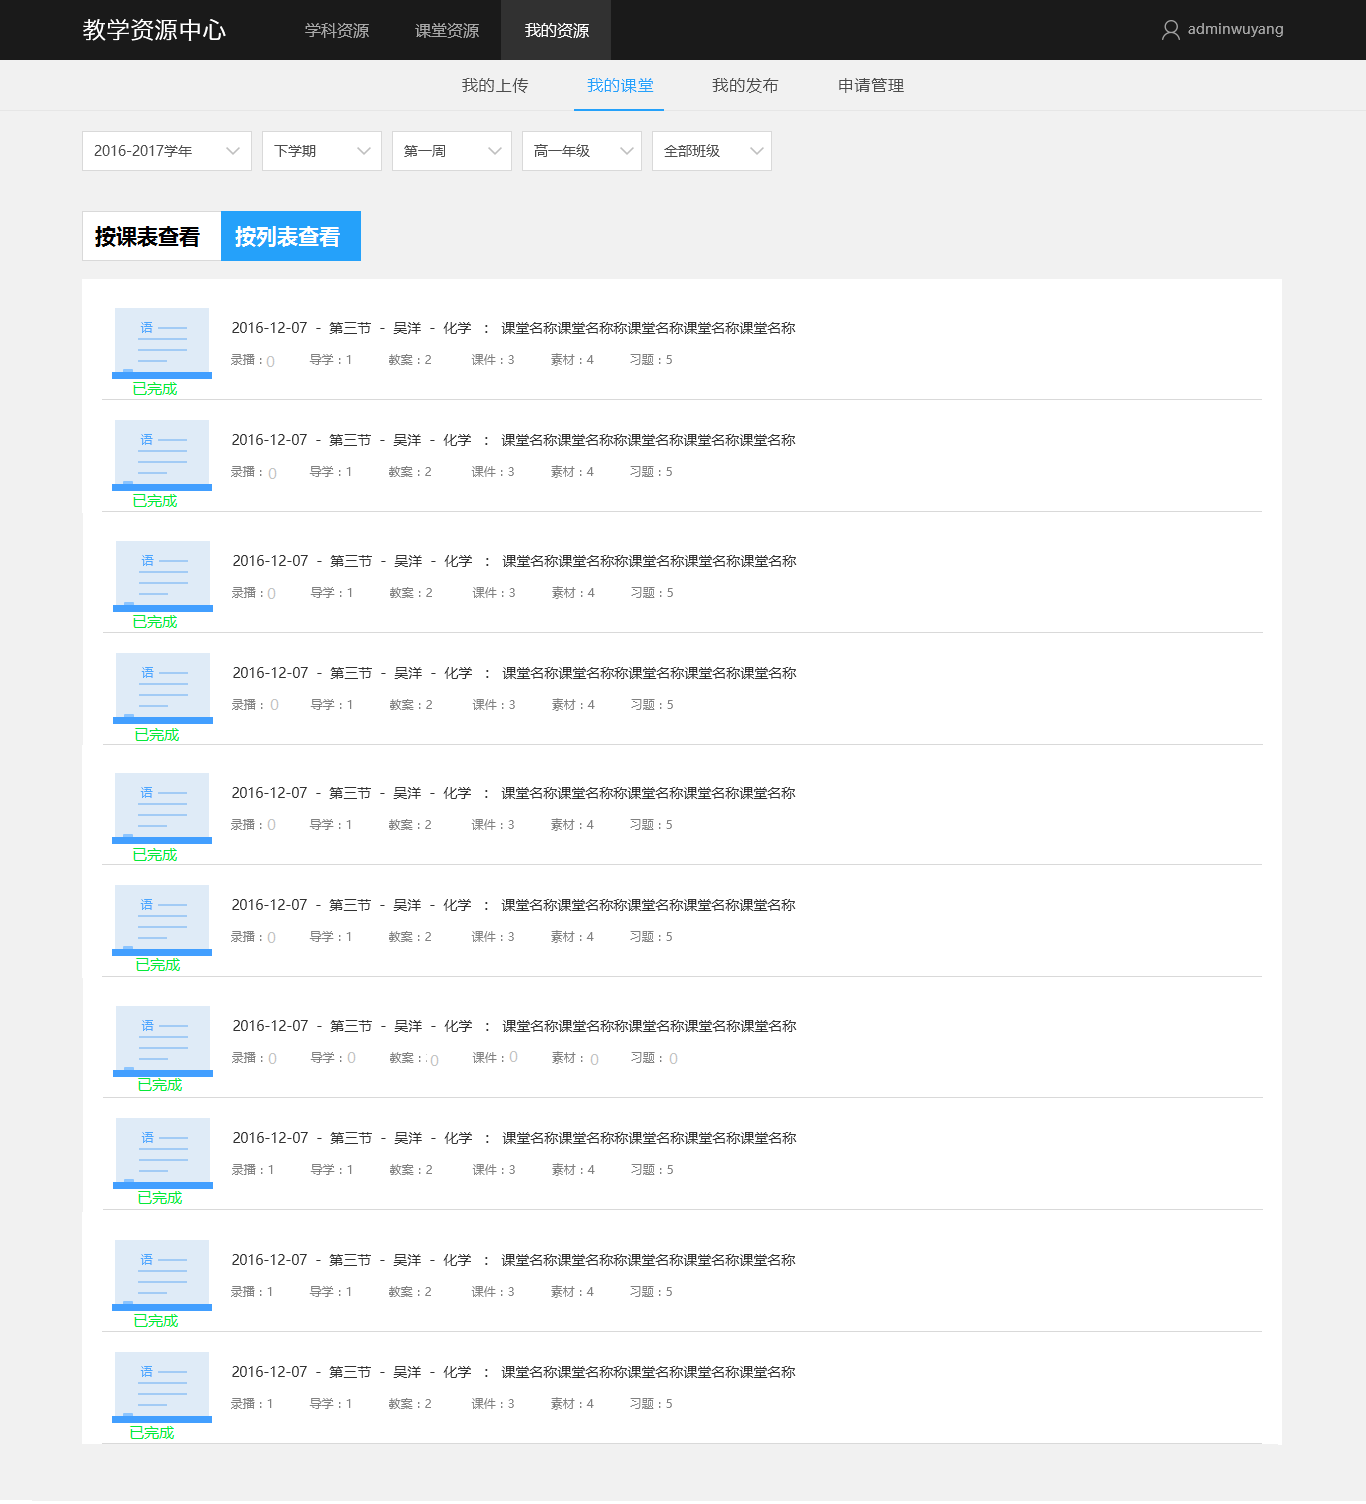 教学资源中心 学科资源 课堂资源 我的资源 adminwuyang
我的上传 我的课堂 我的发布 申请管理
2016-2017学年 下学期 第一周 高一年级 全部班级
按课表查看 按列表查看
语
2016-12-07 - 第三节 - 吴洋 - 化学 : 课堂名称课堂名称称课堂名称课堂名称课堂名称
录播:0 导学:1 教案:2 课件:3 素材:4 习题:5
已完成
语
2016-12-07 - 第三节 - 吴洋 - 化学 : 课堂名称课堂名称称课堂名称课堂名称课堂名称
录播:0 导学:1 教案:2 课件:3 素材:4 习题:5
已完成
语
2016-12-07 - 第三节 - 吴洋 - 化学 : 课堂名称课堂名称称课堂名称课堂名称课堂名称
录播:0 导学:1 教案:2 课件:3 素材:4 习题:5
已完成
语
2016-12-07 - 第三节 - 吴洋 - 化学 : 课堂名称课堂名称称课堂名称课堂名称课堂名称
录播:0 导学:1 教案:2 课件:3 素材:4 习题:5
已完成
语
2016-12-07 - 第三节 - 吴洋 - 化学 : 课堂名称课堂名称称课堂名称课堂名称课堂名称
录播:0 导学:1 教案:2 课件:3 素材:4 习题:5
已完成
语
2016-12-07 - 第三节 - 吴洋 - 化学 : 课堂名称课堂名称称课堂名称课堂名称课堂名称
录播:0 导学:1 教案:2 课件:3 素材:4 习题:5
已完成
语
2016-12-07 - 第三节 - 吴洋 - 化学 : 课堂名称课堂名称称课堂名称课堂名称课堂名称
录播:0 导学:0 教案:0 课件:0 素材:0 习题:0
已完成
语
2016-12-07 - 第三节 - 吴洋 - 化学 : 课堂名称课堂名称称课堂名称课堂名称课堂名称
录播:1 导学:1 教案:2 课件:3 素材:4 习题:5
已完成
语
2016-12-07 - 第三节 - 吴洋 - 化学 : 课堂名称课堂名称称课堂名称课堂名称课堂名称
录播:1 导学:1 教案:2 课件:3 素材:4 习题:5
已完成
语
2016-12-07 - 第三节 - 吴洋 - 化学 : 课堂名称课堂名称称课堂名称课堂名称课堂名称
录播:1 导学:1 教案:2 课件:3 素材:4 习题:5
已完成